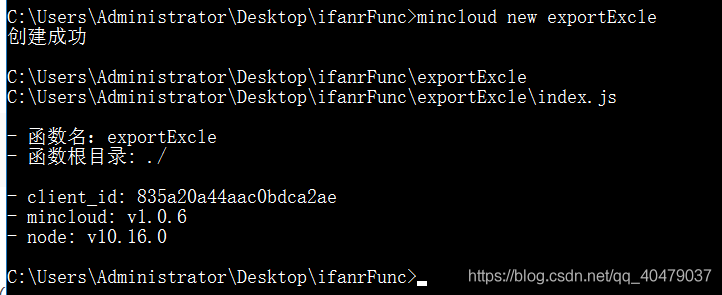 C:\Users\Administrator\Desktop\ifanrFunc>mincloud new exportExcle
创建成功
C:\Users\Administrator\Desktop\ifanrFunc\exportExcle
C:\Users\Administrator\Desktop\ifanrFunc\exportExcle\index.js
- 函数名: exportExcle
- 函数根目录: ./
- client_id: 835a20a44aac0bdca2ae
- mincloud: v1.0.6
- node: v10.16.0
C:\Users\Administrator\Desktop\ifanrFunc>
https://blog.csdn.net/qq_40479037